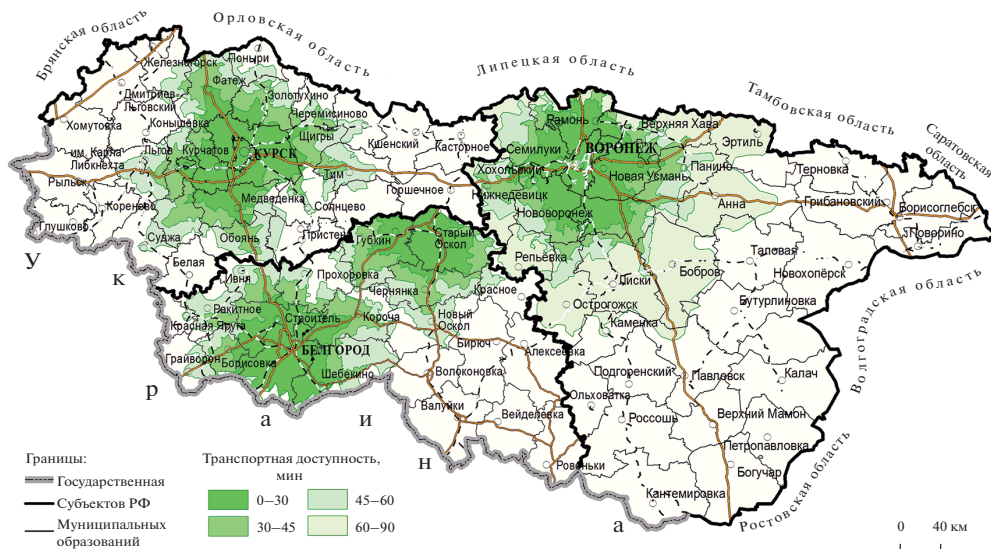 Брянская область
Орловская область
Липецкая область
Тамбовская область
Саратовская
область
Волгоградская область
Ростовская область
Украина
Железногорск
Поныри
Фатеж
Дмитриев-
Льговский
Золотухино
Хомутовка
Конышевка
Черемисиново
Щигры
Кшенский
Касторное
им. Карла
Либкнехта
Льгов
Курчатов
КУРСК
Рыльск
Тим
Горшечное
Коренево
Медведенка
Солнцево
Глушково
Суджа
Обоянь
Пристень
Белая
Рамонь
Верхняя Хава
Эртиль
Семилуки
ВОРОНЕЖ
Хохольский
Новая Усмань
Панино
Терновка
Нижнедевицк
Анна
Грибановский
Борисоглебск
Нововоронеж
Поворино
Репьёвка
Таловая
Лиски
Бобров
Новохопёрск
Острогожск
Бутурлиновка
Каменка
Подгоренский
Павловск
Калач
Ольховатка
Россошь
Верхний Мамон
Петропавловка
Богучар
Кантемировка
Губкин
Старый
Оскол
Ивня
Прохоровка
Чернянка
Красное
Ракитное
Строитель
Короча
Новый
Оскол
Красная Яруга
БЕЛГОРОД
Бирюч
Алексеевка
Грайворон
Борисовка
Шебекино
Волоконовка
Валуйки
Вейделевка
Ровеньки
Границы:
Государственная
Субъектов РФ
Муниципальных
образований
Транспортная доступность,
мин
0–30
45–60
30–45
60–90
0 40 км